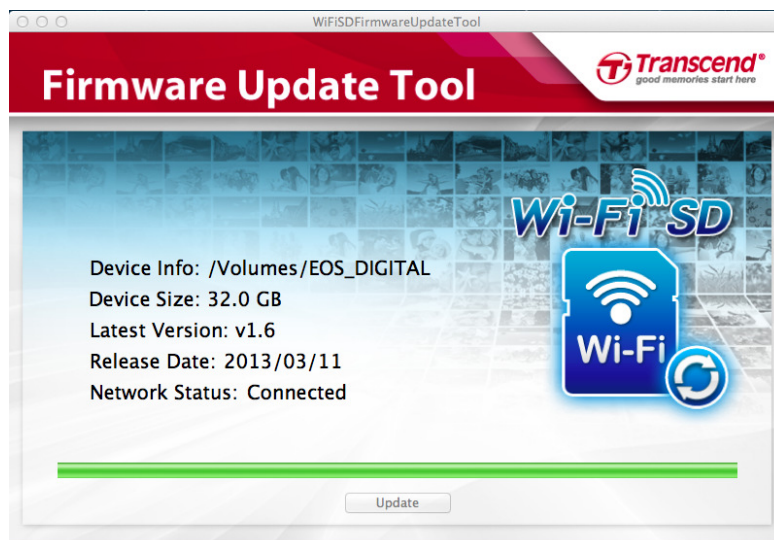 WiFiSDFirmwareUpdateTool
Firmware Update Tool
Transcend®
good memories start here
Wi-Fi SD
Device Info: /Volumes/EOS_DIGITAL
Device Size: 32.0 GB
Latest Version: v1.6
Release Date: 2013/03/11
Network Status: Connected
Wi-Fi
Update